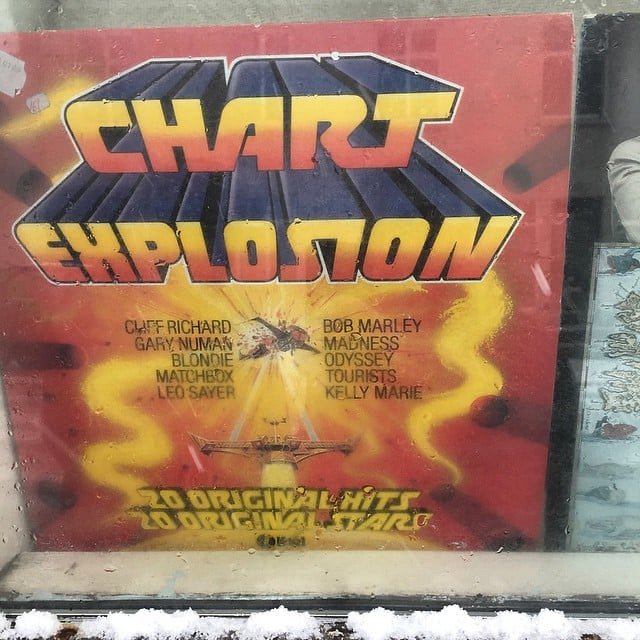 CHART
EXPLOSION
CLIFF RICHARD
GARY NUMAN
BLONDIE
MATCHBOX
LEO SAYER
BOB MARLEY
MADNESS
ODYSSEY
TOURISTS
KELLY MARIE
20 ORIGINAL HITS
20 ORIGINAL STARS